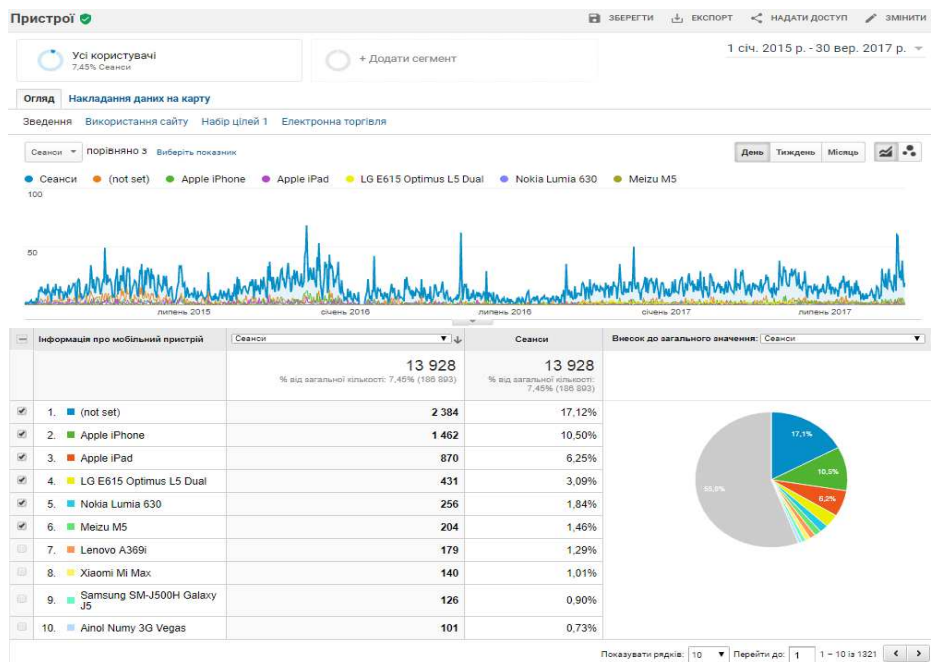 Пристрої
ЗБЕРЕГТИ ЕКСПОРТ НАДАТИ ДОСТУП ЗМІНИТИ
Усі користувачі
7,45% Сеанси
+ Додати сегмент
1 січ. 2015 р. - 30 вер. 2017 р.
Огляд Накладання даних на карту
Зведення Використання сайту Набір цілей 1 Електронна торгівля
Сеанси порівняно з Виберіть показник
День Тиждень Місяць
Сеанси (not set) Apple iPhone Apple iPad LG E615 Optimus L5 Dual Nokia Lumia 630 Meizu M5
100
50
липень 2015 січень 2016 липень 2016 січень 2017 липень 2017
Інформація про мобільний пристрій Сеанси Сеанси Внесок до загального значення: Сеанси
13 928 13 928
% від загальної кількості: 7,45% (186 893) % від загальної кількості:
7,45% (186 893)
1. (not set) 2 384 17,12%
2. Apple iPhone 1 462 10,50%
3. Apple iPad 870 6,25%
4. LG E615 Optimus L5 Dual 431 3,09%
5. Nokia Lumia 630 256 1,84%
6. Meizu M5 204 1,46%
7. Lenovo A369i 179 1,29%
8. Xiaomi Mi Max 140 1,01%
9. Samsung SM-J500H Galaxy
J5 126 0,90%
10. Ainol Numy 3G Vegas 101 0,73%
17,1%
10,5%
6,2%
Показувати рядків: 10 Перейти до: 1 1 – 10 із 1321